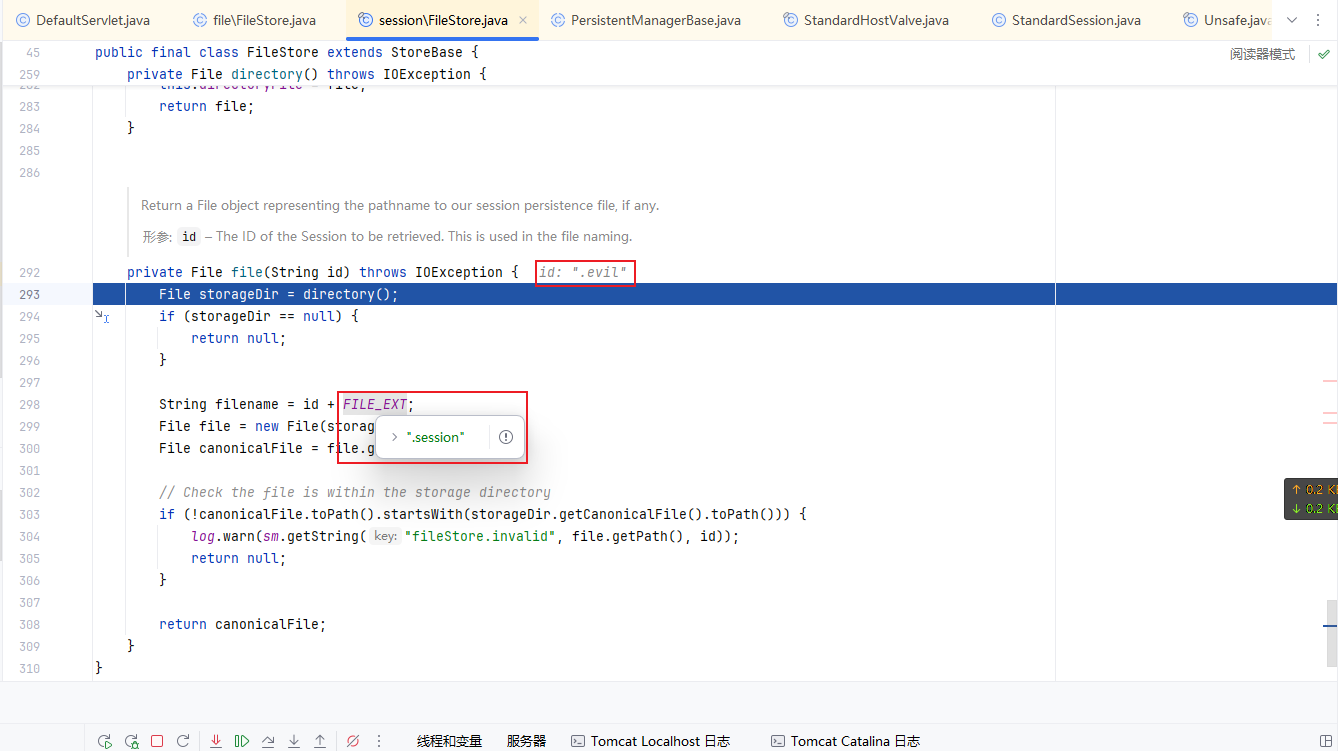 DefaultServlet.java file\FileStore.java session\FileStore.java × PersistentManagerBase.java StandardHostValve.java StandardSession.java Unsafe.java
45 public final class FileStore extends StoreBase { 阅读器模式
259 private File directory() throws IOException {
282 this.directoryFile = file;
283 return file;
284 }
285
286
Return a File object representing the pathname to our session persistence file, if any.
形参: id – The ID of the Session to be retrieved. This is used in the file naming.
292 private File file(String id) throws IOException { id: ".evil"
293 File storageDir = directory();
294 if (storageDir == null) {
295 return null;
296 }
297
298 String filename = id + FILE_EXT;
299 File file = new File(storag
".session"
300 File canonicalFile = file.g
301
302 // Check the file is within the storage directory
303 if (!canonicalFile.toPath().startsWith(storageDir.getCanonicalFile().toPath())) {
304 log.warn(sm.getString( key: "fileStore.invalid", file.getPath(), id));
305 return null;
306 }
307
308 return canonicalFile;
309 }
310 }
↑ 0.2 K
↓ 0.2 K
线程和变量 服务器 Tomcat Localhost 日志 Tomcat Catalina 日志